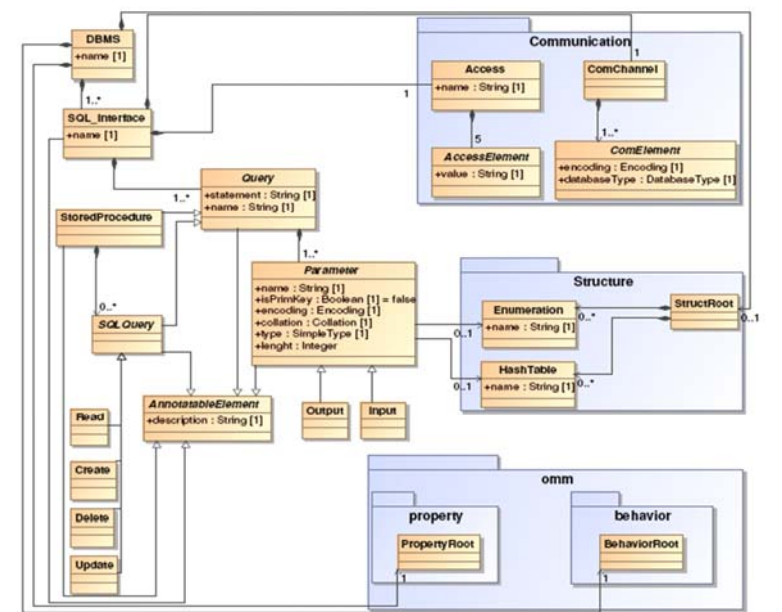 DBMS
+name [1]
1..*
SQL_Interface
+name [1]
1..*
Communication
1
Access
+name : String [1]
1
5
AccessElement
+value : String [1]
ComChannel
1..*
ComElement
+encoding : Encoding [1]
+databaseType : DatabaseType [1]
Query
+statement : String [1]
+name : String [1]
1..*
StoredProcedure
0..*
SQLQuery
Parameter
+name : String [1]
+isPrimKey : Boolean [1] = false
+encoding : Encoding [1]
+collation : Collation [1]
+type : SimpleType [1]
+lenght : Integer
Structure
Enumeration
+name : String [1]
0..1
0..*
StructRoot
0..1
HashTable
+name : String [1]
0..1
0..*
AnnotatableElement
+description : String [1]
Output
Input
Read
Create
Delete
Update
omm
property
PropertyRoot
1
behavior
BehaviorRoot
1